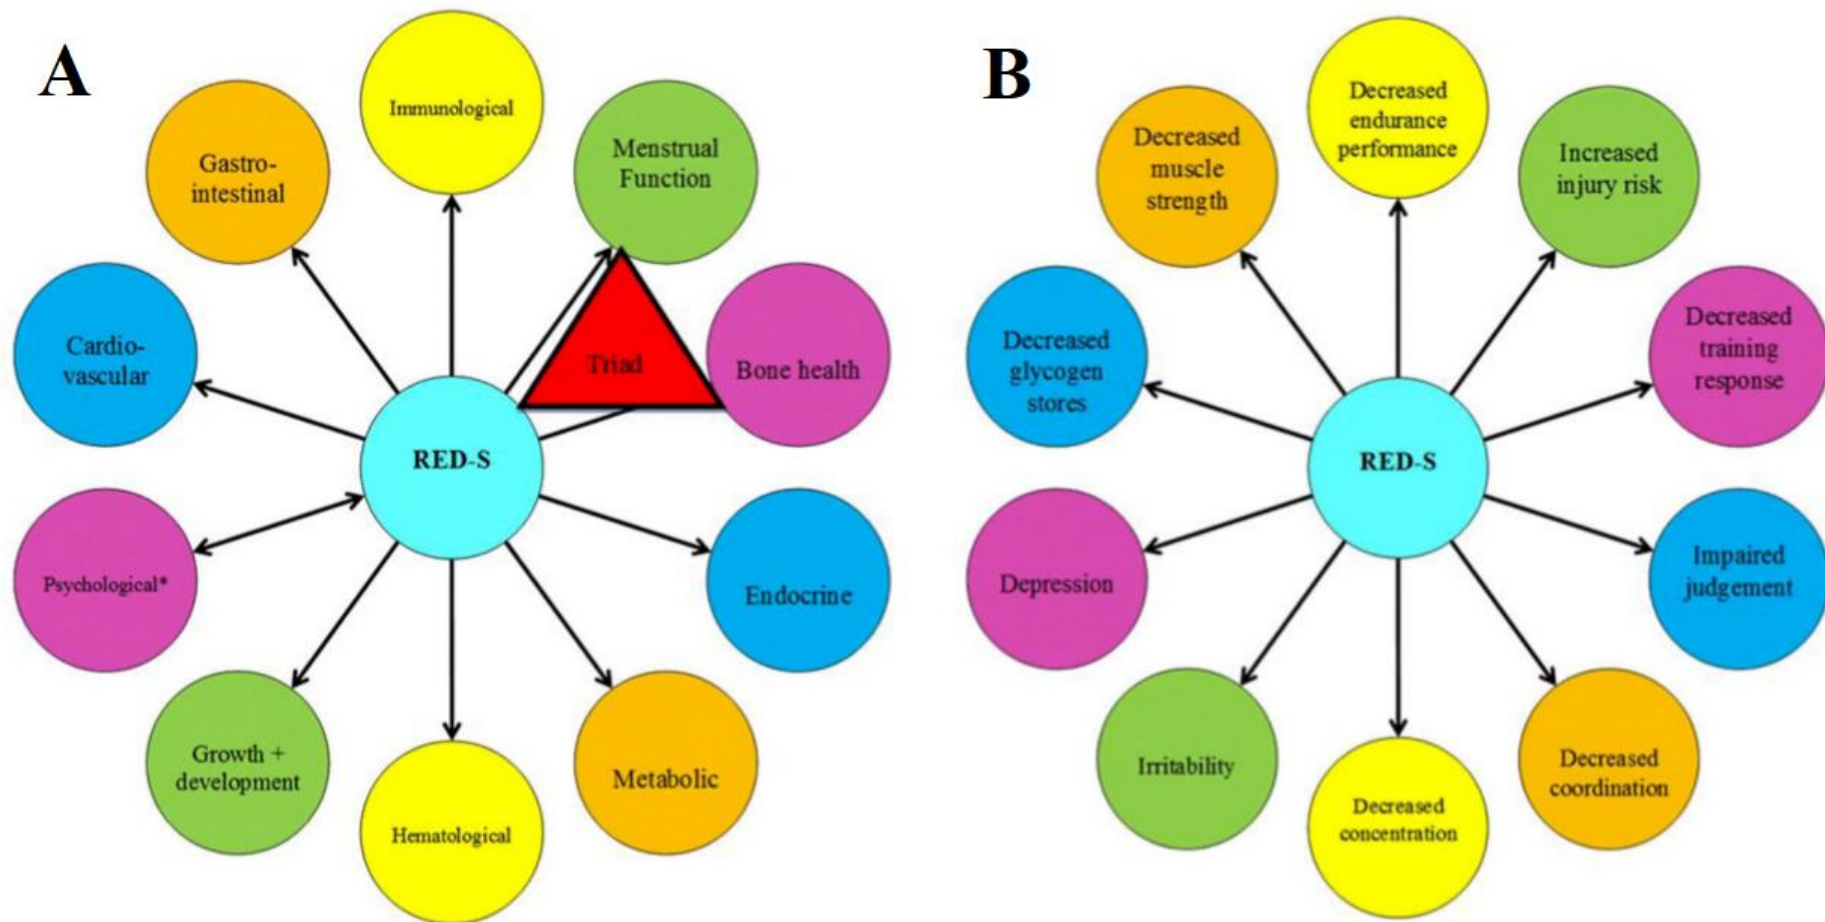 A
Immunological
Gastro-
intestinal
Menstrual
Function
Cardio-
vascular
Triad
Bone health
RED-S
Psychological*
Endocrine
Growth +
development
Metabolic
Hematological
B
Decreased
endurance
performance
Decreased
muscle
strength
Increased
injury risk
Decreased
glycogen
stores
Decreased
training
response
RED-S
Depression
Impaired
judgement
Irritability
Decreased
coordination
Decreased
concentration